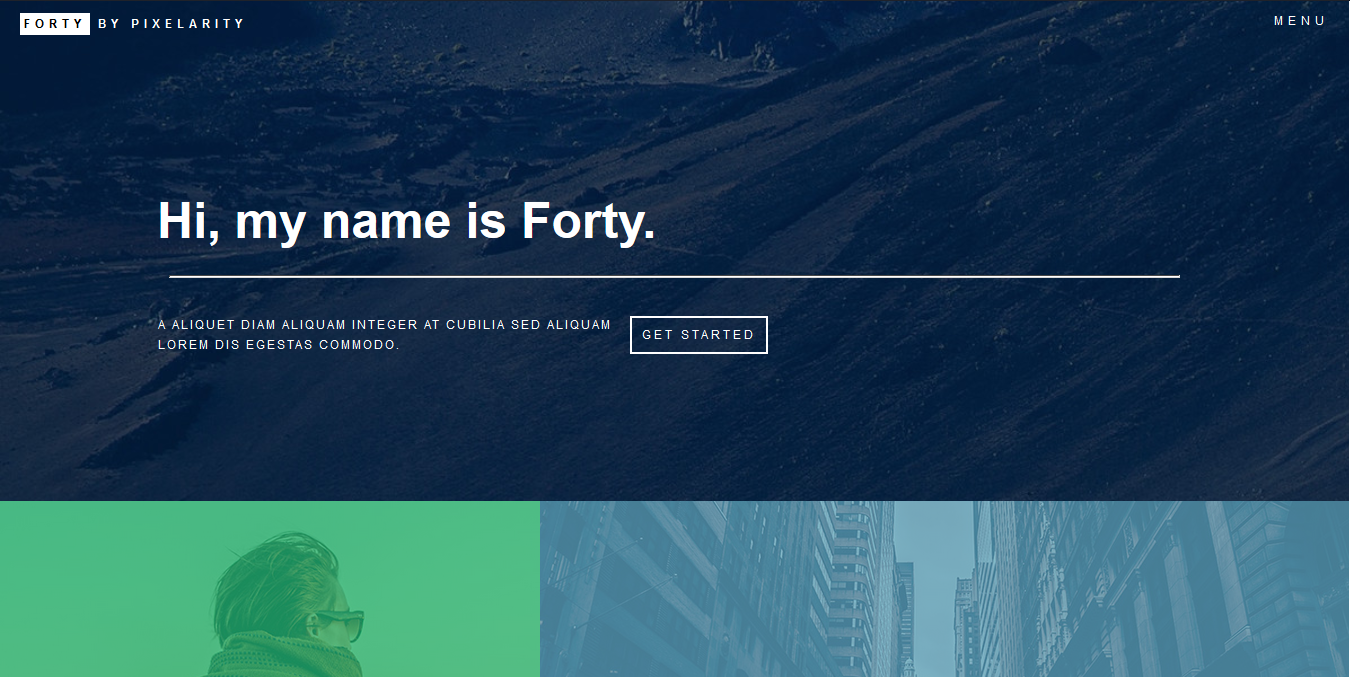 FORTY BY PIXELARITY
MENU
Hi, my name is Forty.
A ALIQUET DIAM ALIQUAM INTEGER AT CUBILIA SED ALIQUAM
LOREM DIS EGESTAS COMMODO.
GET STARTED